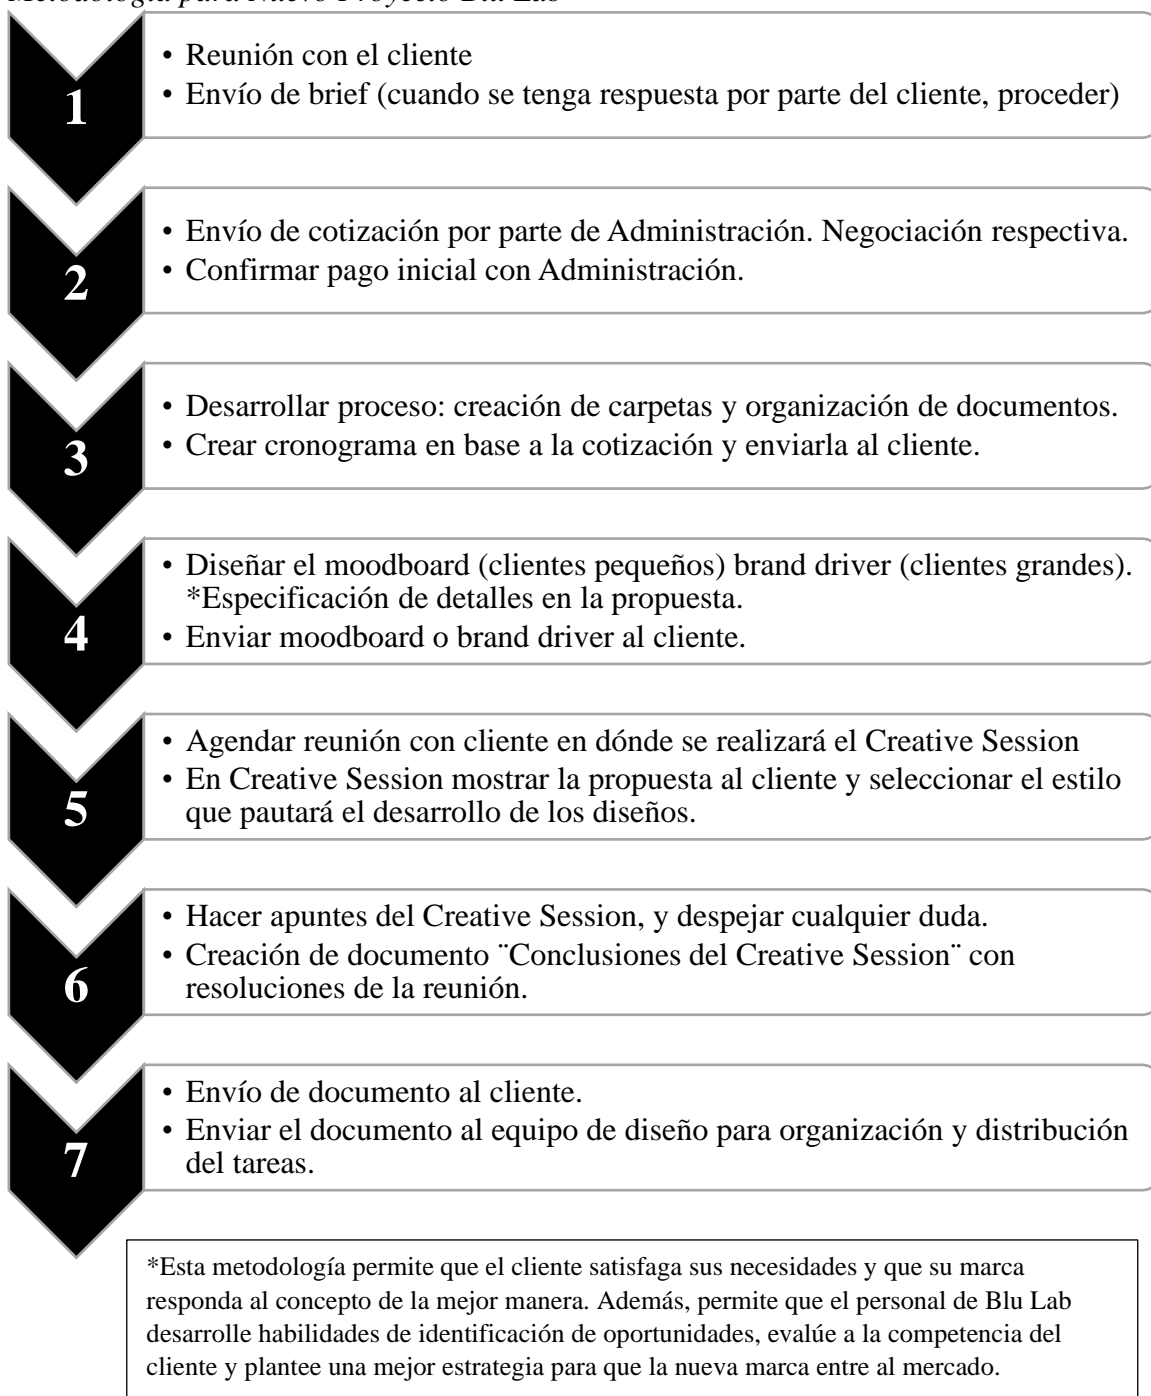 Metodología para Nuevo Proyecto Blu Lab
1
• Reunión con el cliente
• Envío de brief (cuando se tenga respuesta por parte del cliente, proceder)
2
• Envío de cotización por parte de Administración. Negociación respectiva.
• Confirmar pago inicial con Administración.
3
• Desarrollar proceso: creación de carpetas y organización de documentos.
• Crear cronograma en base a la cotización y enviarla al cliente.
4
• Diseñar el moodboard (clientes pequeños) brand driver (clientes grandes).
*Especificación de detalles en la propuesta.
• Enviar moodboard o brand driver al cliente.
5
• Agendar reunión con cliente en dónde se realizará el Creative Session
• En Creative Session mostrar la propuesta al cliente y seleccionar el estilo
que pautará el desarrollo de los diseños.
6
• Hacer apuntes del Creative Session, y despejar cualquier duda.
• Creación de documento ¨Conclusiones del Creative Session¨ con
resoluciones de la reunión.
7
• Envío de documento al cliente.
• Enviar el documento al equipo de diseño para organización y distribución
del tareas.
*Esta metodología permite que el cliente satisfaga sus necesidades y que su marca
responda al concepto de la mejor manera. Además, permite que el personal de Blu Lab
desarrolle habilidades de identificación de oportunidades, evalúe a la competencia del
cliente y plantee una mejor estrategia para que la nueva marca entre al mercado.